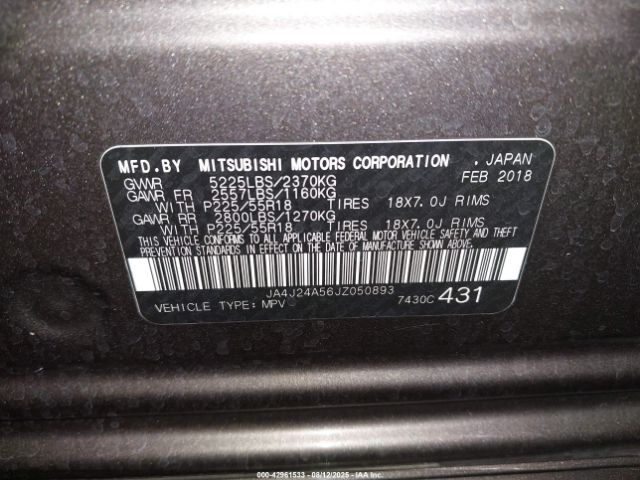 MFD.BY MITSUBISHI MOTORS CORPORATION . JAPAN
GVWR 5225LBS/2370KG FEB 2018
GAWR FR 2557LBS/1160KG
WITH P225/55R18 TIRES 18X7.0J RIMS
GAWR RR 2800LBS/1270KG
WITH P225/55R18 TIRES 18X7.0J RIMS
THIS VEHICLE CONFORMS TO ALL APPLICABLE FEDERAL MOTOR VEHICLE SAFETY AND THEFT
PREVENTION STANDARDS IN EFFECT ON THE DATE OF MANUFACTURE SHOWN ABOVE.
JA4J24A56JZ050893
VEHICLE TYPE: MPV 7430C 431
000-42961533 - 08/12/2025 - Copyright © 2025 IAA, LLC.